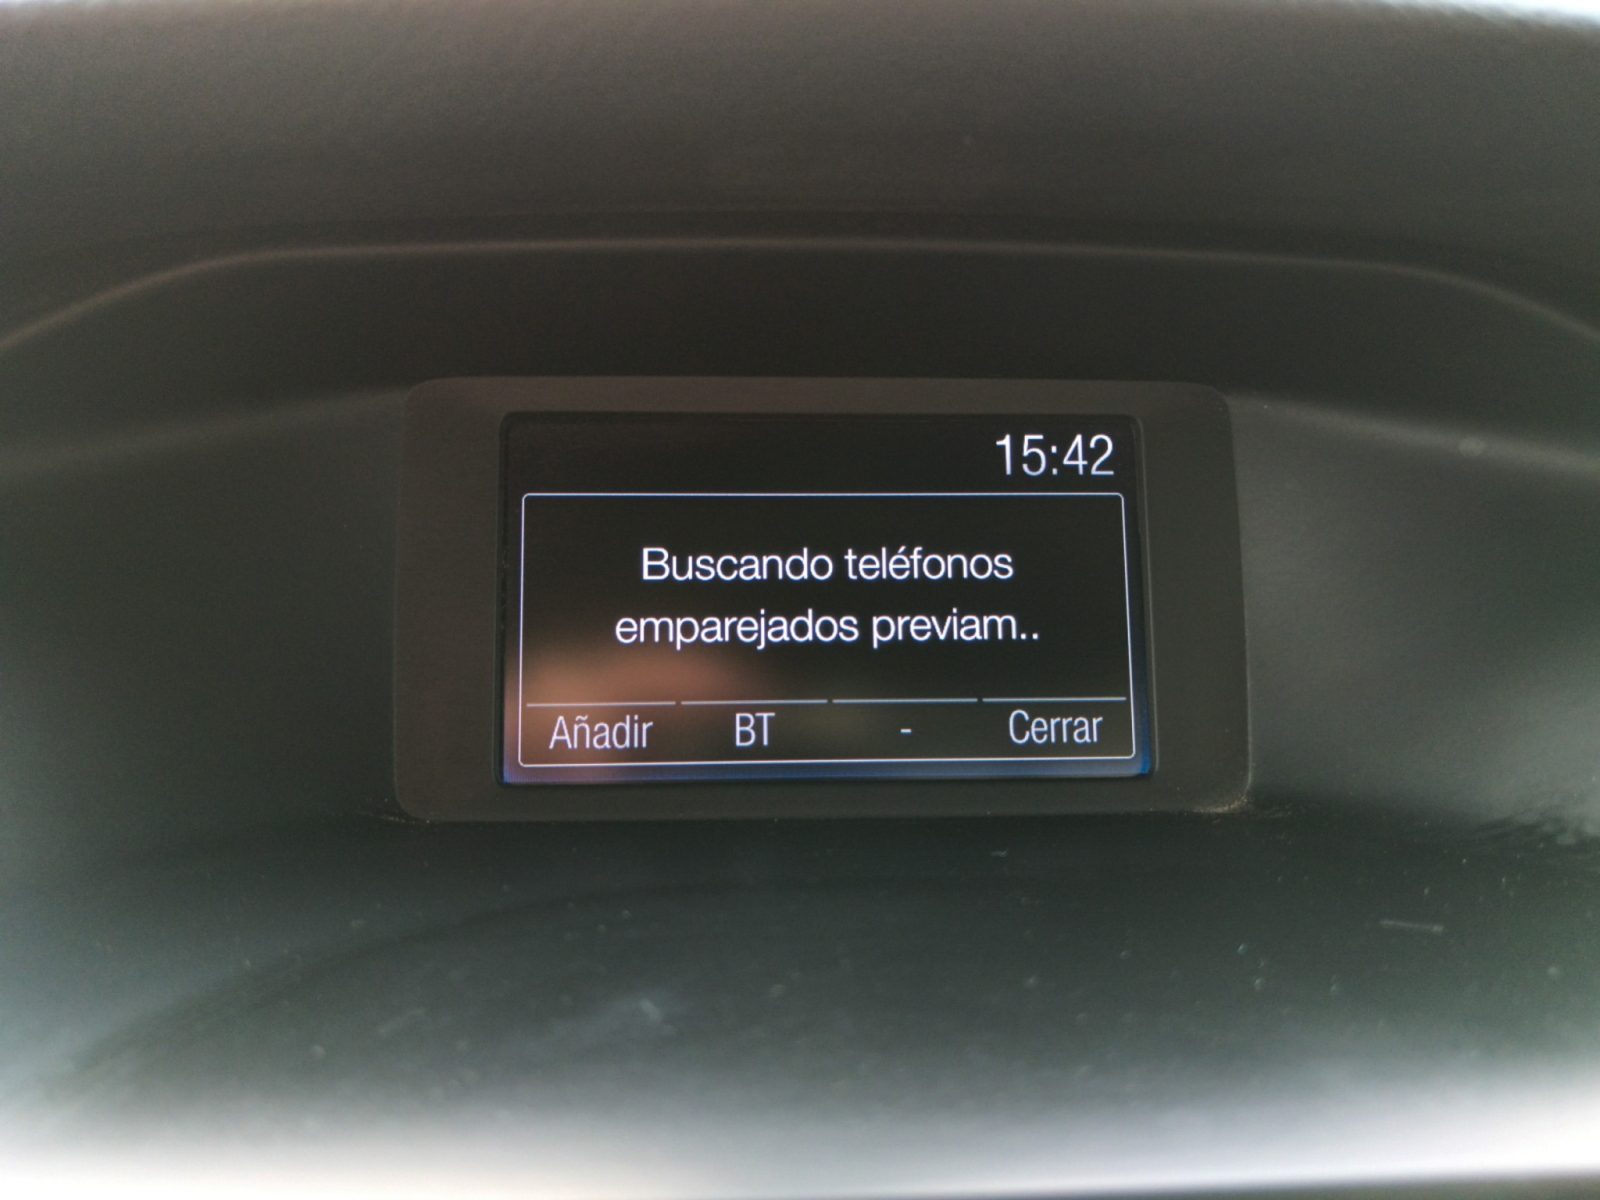 15:42
Buscando teléfonos
emparejados previam..
Añadir BT - Cerrar